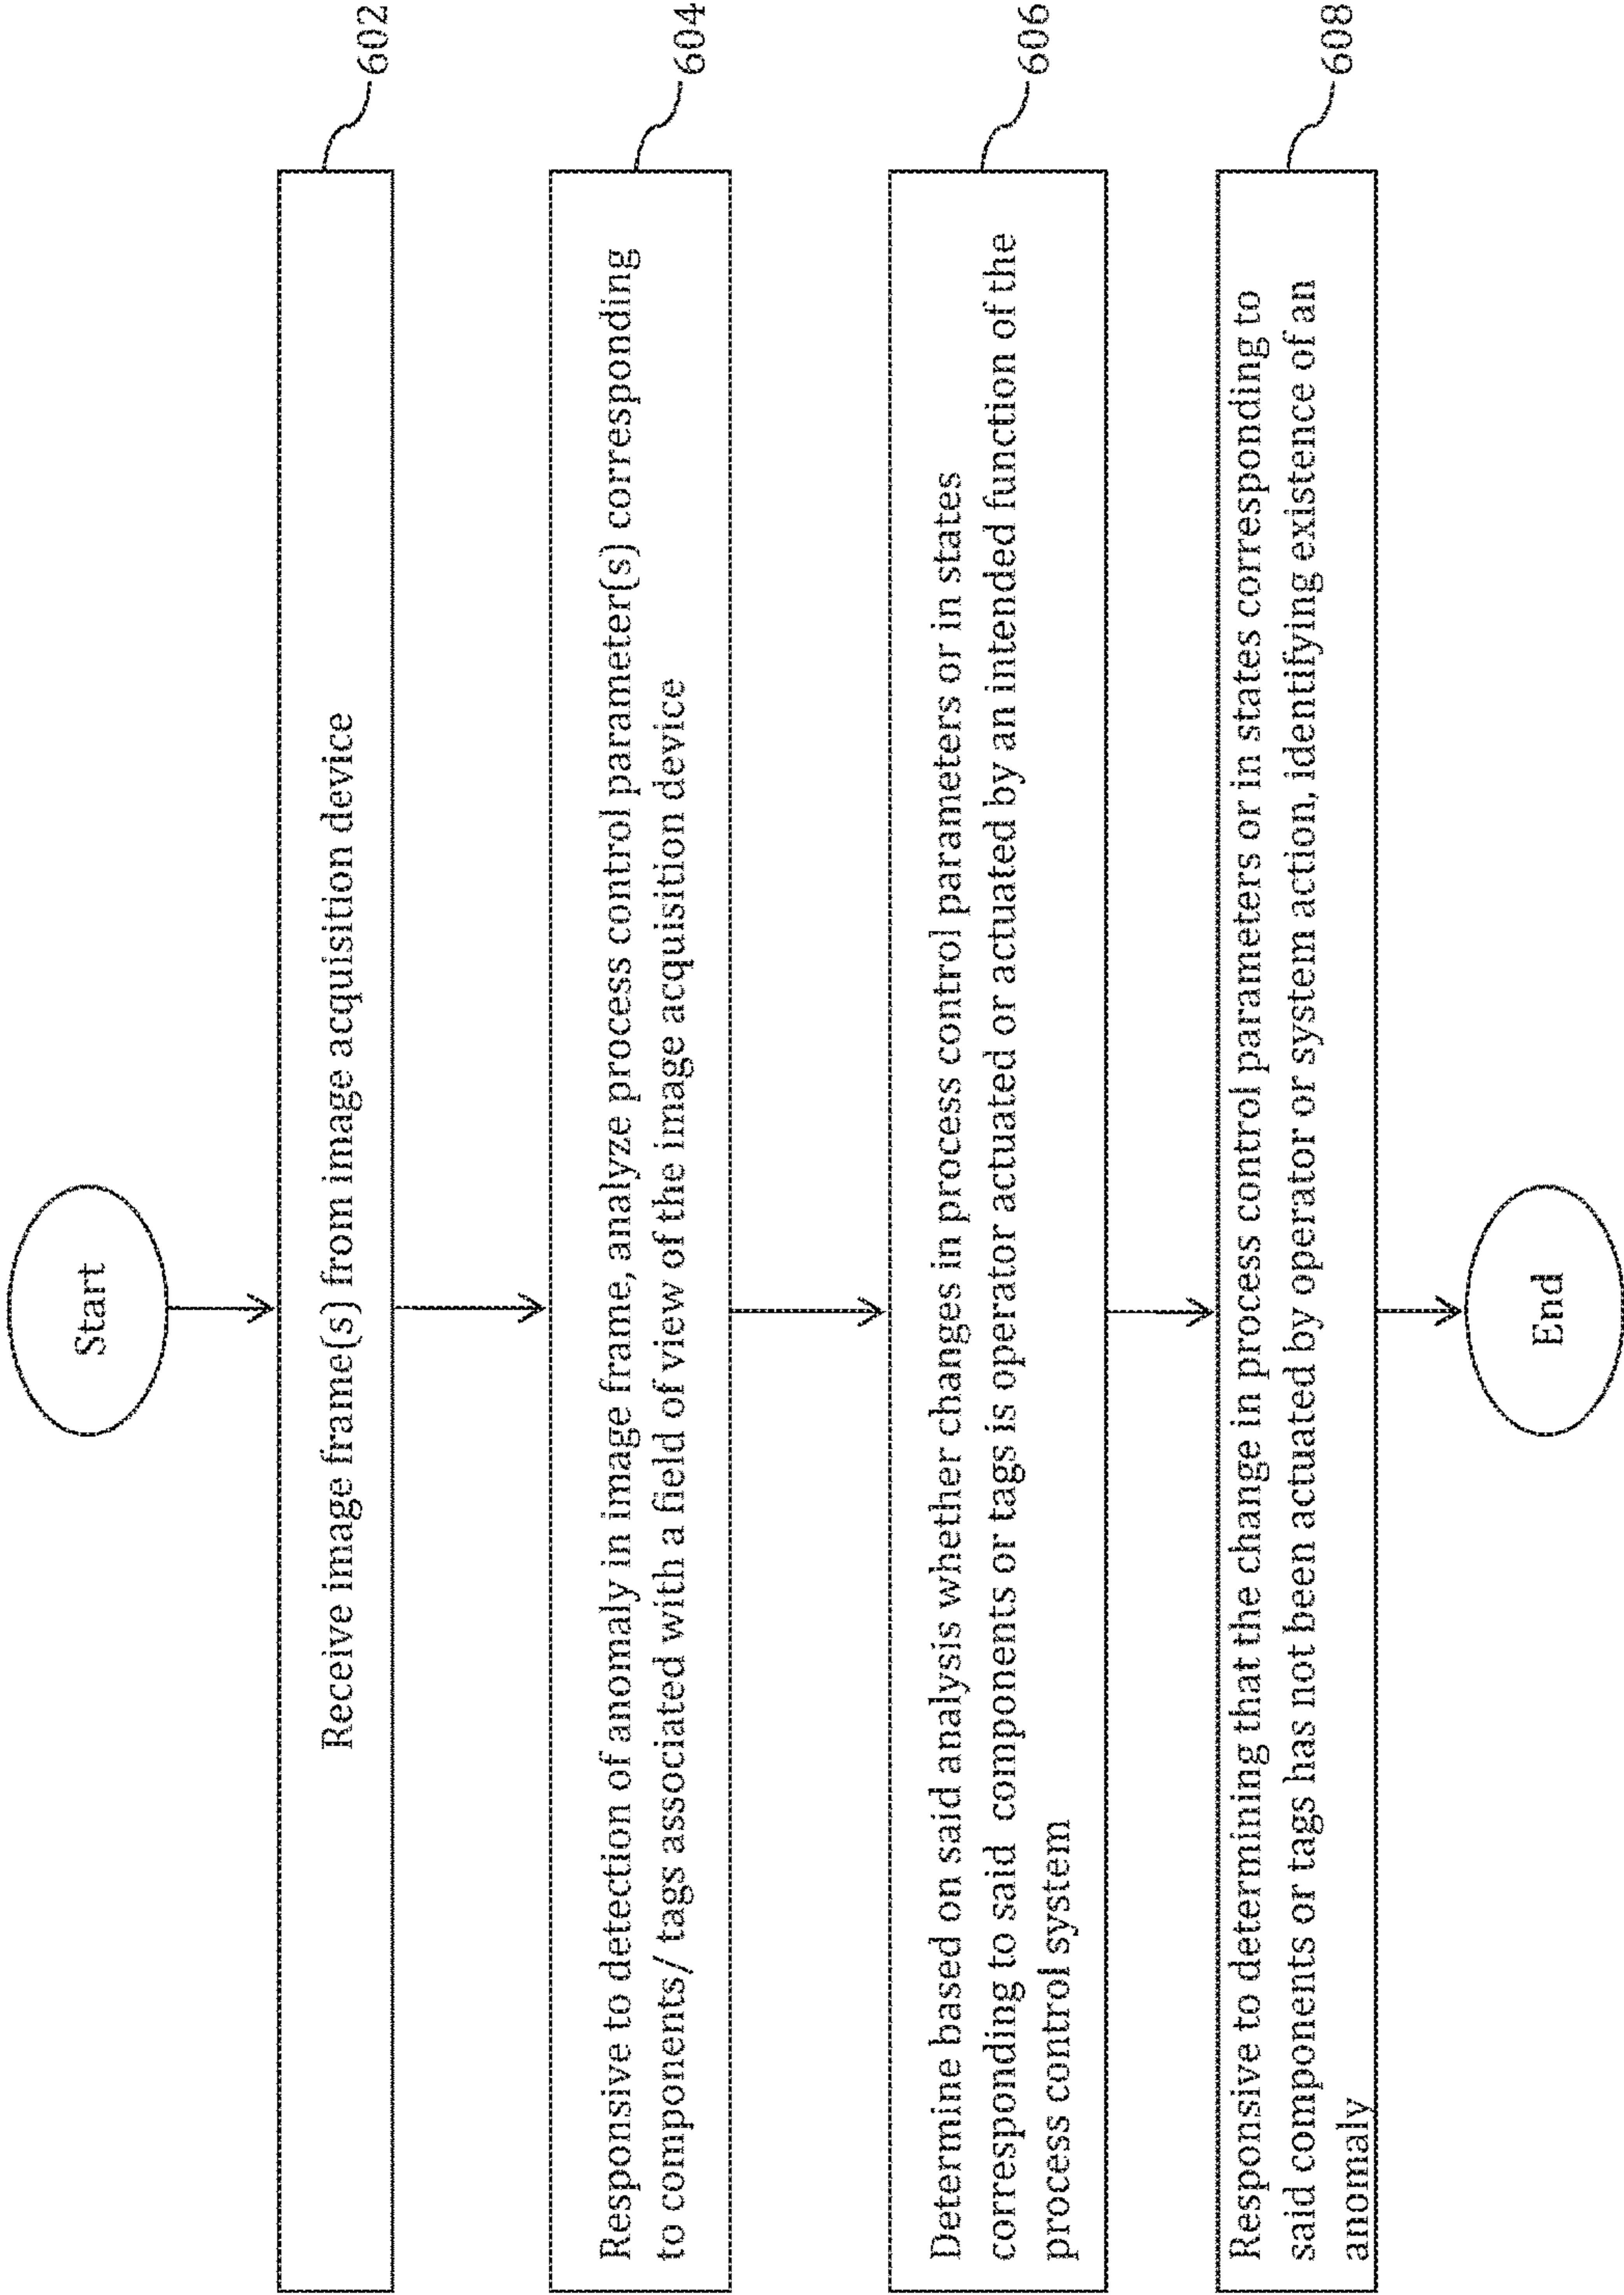 Start
Receive image frame(s) from image acquisition device
602
Responsive to detection of anomaly in image frame, analyze process control parameter(s) corresponding
to components/ tags associated with a field of view of the image acquisition device
604
Determine based on said analysis whether changes in process control parameters or in states
corresponding to said components or tags is operator actuated or actuated by an intended function of the
process control system
606
Responsive to determining that the change in process control parameters or in states corresponding to
said components or tags has not been actuated by operator or system action, identifying existence of an
anomaly
608
End